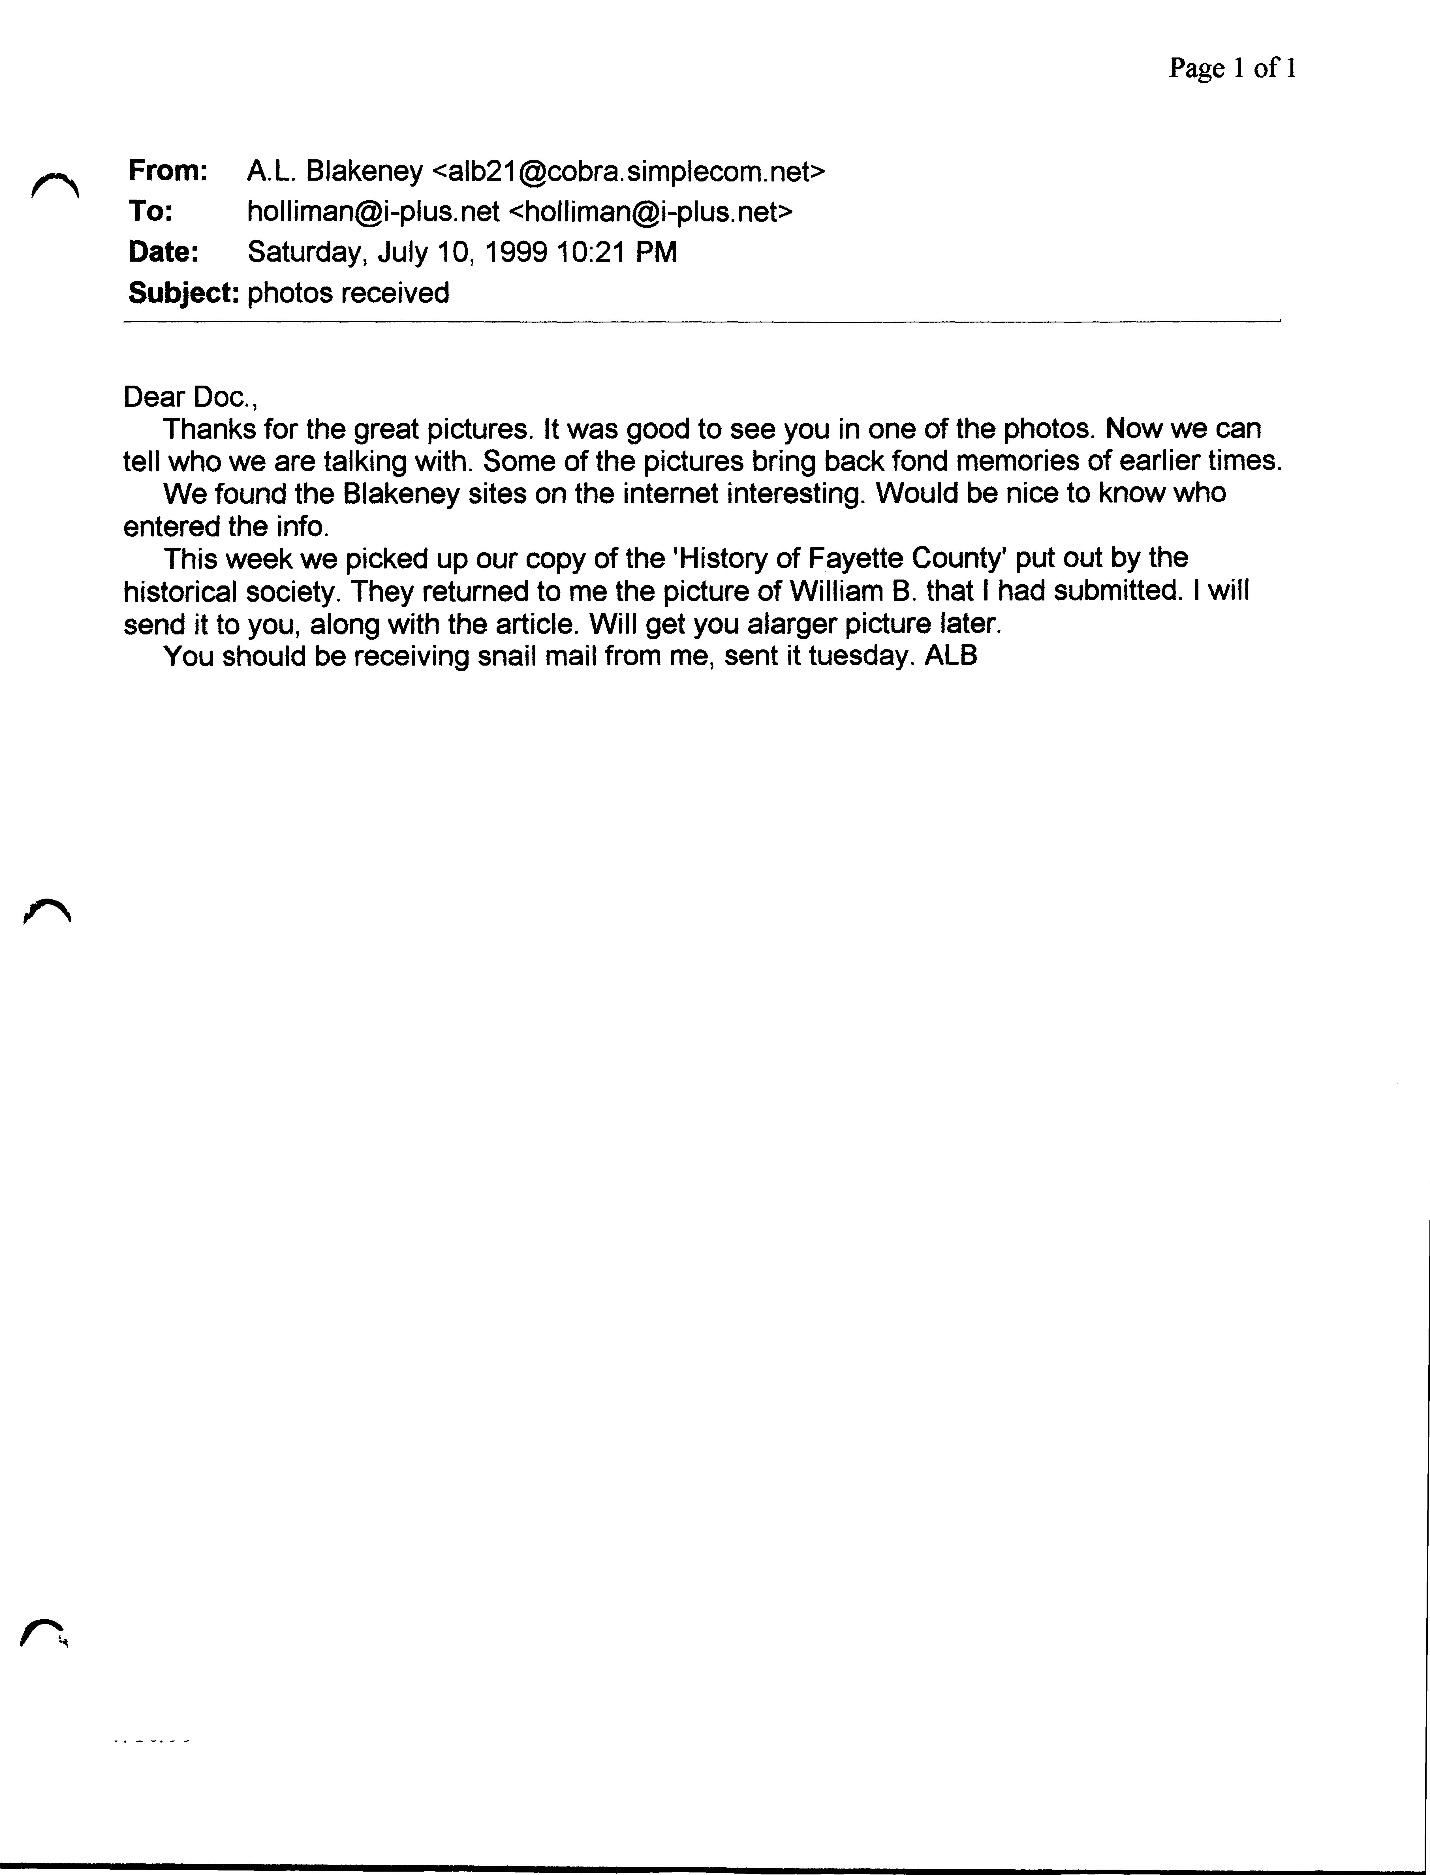 Page 1 of 1
From: A.L. Blakeney <alb21@cobra.simplecom.net>
To: holliman@i-plus.net <holliman@i-plus.net>
Date: Saturday, July 10, 1999 10:21 PM
Subject: photos received
Dear Doc.,
Thanks for the great pictures. It was good to see you in one of the photos. Now we can
tell who we are talking with. Some of the pictures bring back fond memories of earlier times.
We found the Blakeney sites on the internet interesting. Would be nice to know who
entered the info.
This week we picked up our copy of the 'History of Fayette County' put out by the
historical society. They returned to me the picture of William B. that I had submitted. I will
send it to you, along with the article. Will get you alarger picture later.
You should be receiving snail mail from me, sent it tuesday. ALB